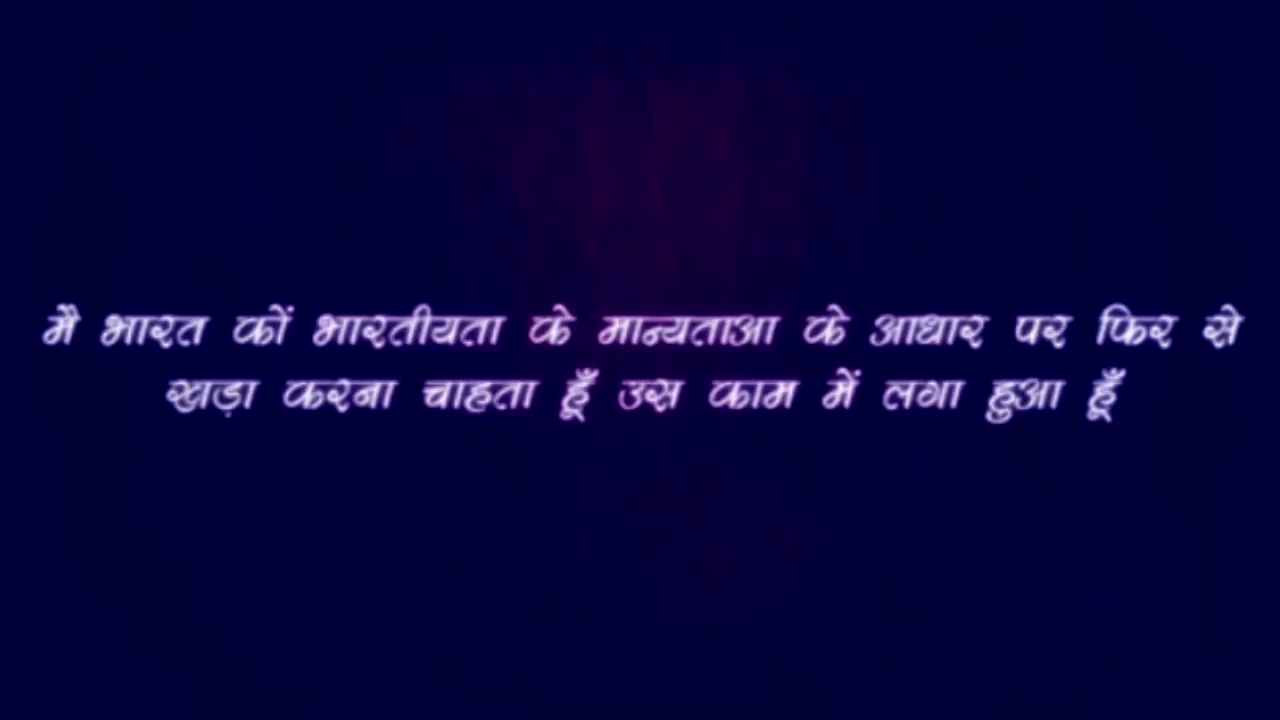 मै भारत कों भारतीयता के मान्यताआ के आधार पर फिर से
खड़ा करना चाहता हूँ उस काम में लगा हुआ हूँ